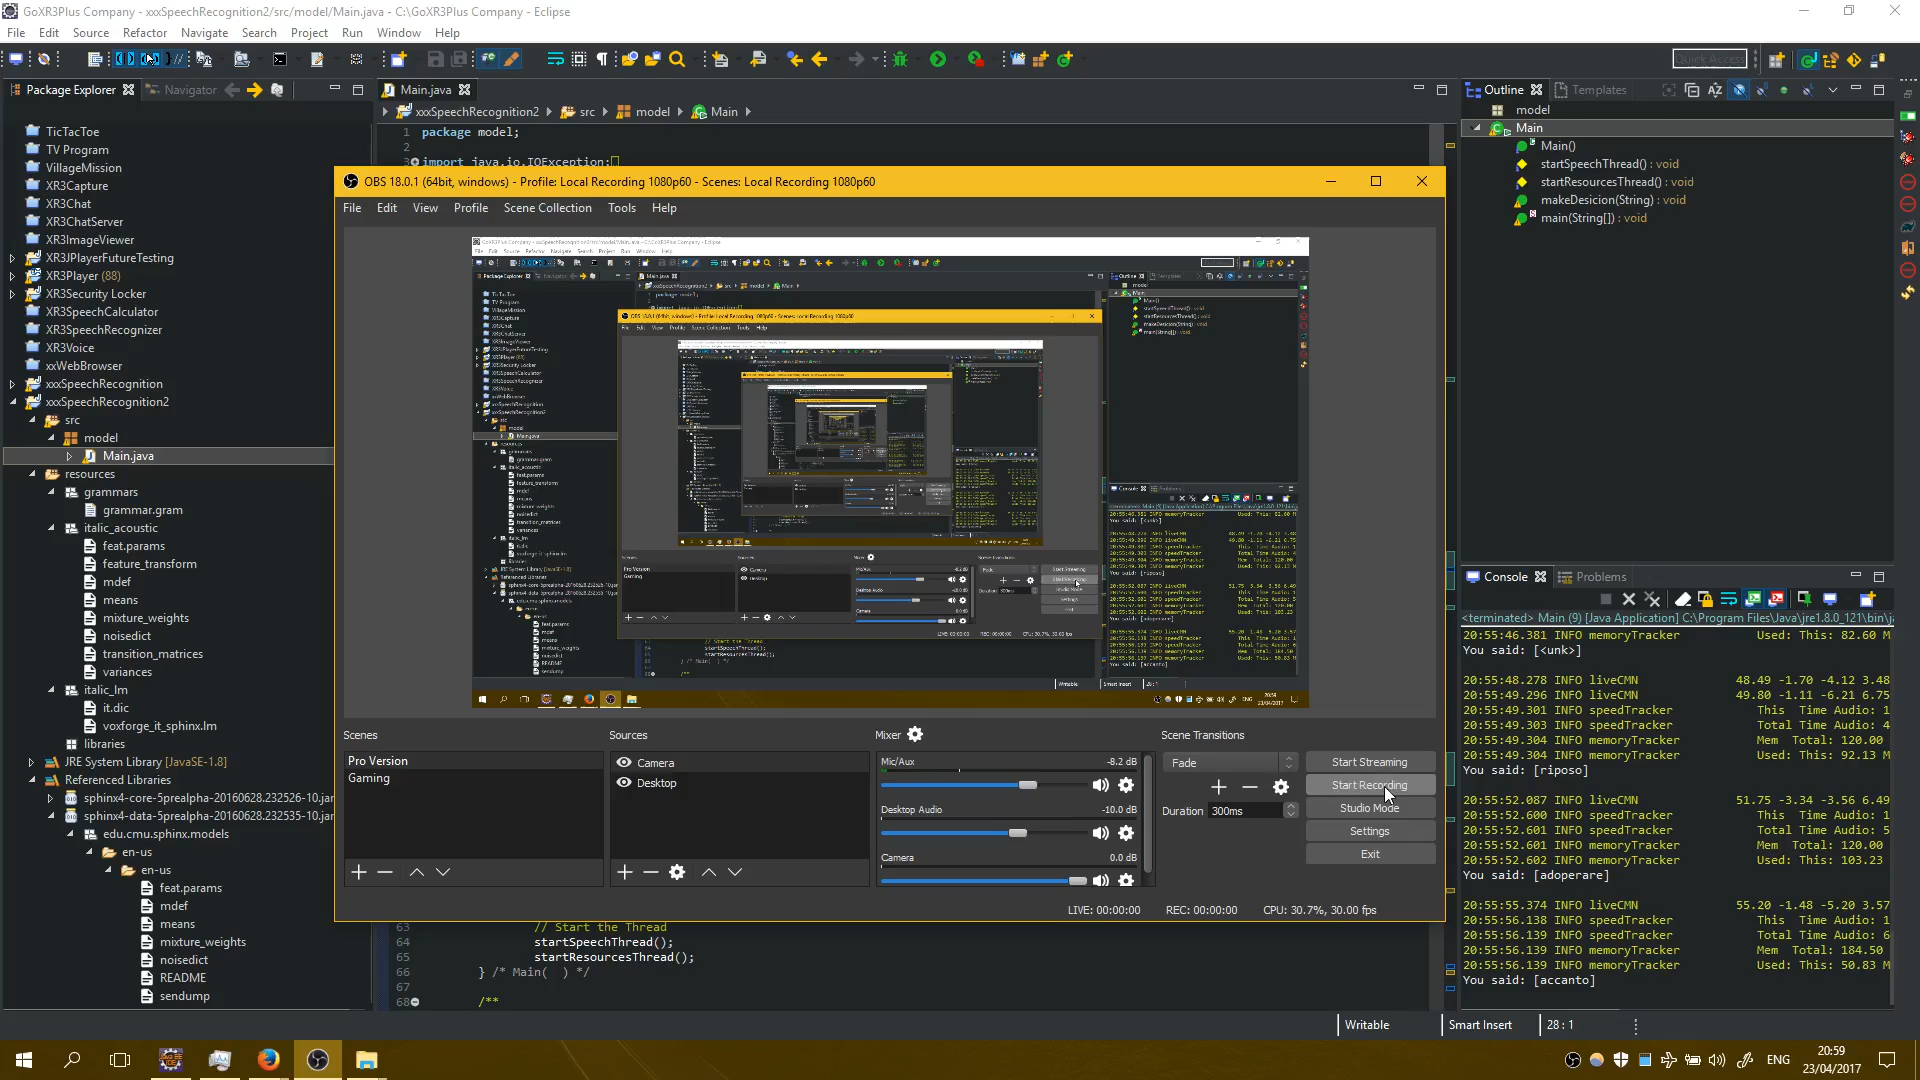 GoXR3Plus Company - xxxSpeechRecognition2/src/model/Main.java - C:\GoXR3Plus Company - Eclipse
File Edit Source Refactor Navigate Search Project Run Window Help
Quick Access
Package Explorer Navigator
TicTacToe
TV Program
VillageMission
XR3Capture
XR3Chat
XR3ChatServer
XR3ImageViewer
XR3JPlayerFutureTesting
XR3Player (88)
XR3Security Locker
XR3SpeechCalculator
XR3SpeechRecognizer
XR3Voice
xxWebBrowser
xxxSpeechRecognition
xxxSpeechRecognition2
src
model
Main.java
resources
grammars
grammar.gram
italic_acoustic
feat.params
feature_transform
mdef
means
mixture_weights
noisedict
transition_matrices
variances
italic_lm
it.dic
voxforge_it_sphinx.lm
libraries
JRE System Library [JavaSE-1.8]
Referenced Libraries
sphinx4-core-5prealpha-20160628.232526-10.jar
sphinx4-data-5prealpha-20160628.232535-10.jar
edu.cmu.sphinx.models
en-us
en-us
feat.params
mdef
means
mixture_weights
noisedict
README
sendump
Main.java
xxxSpeechRecognition2 src model Main
1 package model;
2
3 import java.io.IOException;
OBS 18.0.1 (64bit, windows) - Profile: Local Recording 1080p60 - Scenes: Local Recording 1080p60
File Edit View Profile Scene Collection Tools Help
Scenes
Pro Version
Gaming
Sources
Camera
Desktop
Mixer
Mic/Aux -8.2 dB
Desktop Audio -10.0 dB
Camera 0.0 dB
Scene Transitions
Fade
Duration 300ms
Start Streaming
Start Recording
Studio Mode
Settings
Exit
LIVE: 00:00:00 REC: 00:00:00 CPU: 30.7%, 30.00 fps
63 // Start the Thread
64 startSpeechThread();
65 startResourcesThread();
66 } /* Main( ) */
67
68 /**
Outline Templates
model
Main
Main()
startSpeechThread() : void
startResourcesThread() : void
makeDesicion(String) : void
main(String[]) : void
Console Problems
<terminated> Main (9) [Java Application] C:\Program Files\Java\jre1.8.0_121\bin\ja
20:55:46.381 INFO memoryTracker Used: This: 82.60 M
You said: [<unk>]
20:55:48.278 INFO liveCMN 48.49 -1.70 -4.12 3.48
20:55:49.296 INFO liveCMN 49.80 -1.11 -6.21 6.75
20:55:49.301 INFO speedTracker This Time Audio: 1
20:55:49.303 INFO speedTracker Total Time Audio: 4
20:55:49.304 INFO memoryTracker Mem Total: 120.00
20:55:49.304 INFO memoryTracker Used: This: 92.13 M
You said: [riposo]
20:55:52.087 INFO liveCMN 51.75 -3.34 -3.56 6.49
20:55:52.600 INFO speedTracker This Time Audio: 1
20:55:52.601 INFO speedTracker Total Time Audio: 5
20:55:52.601 INFO memoryTracker Mem Total: 120.00
20:55:52.602 INFO memoryTracker Used: This: 103.23
You said: [adoperare]
20:55:55.374 INFO liveCMN 55.20 -1.48 -5.20 3.57
20:55:56.138 INFO speedTracker This Time Audio: 1
20:55:56.139 INFO speedTracker Total Time Audio: 6
20:55:56.139 INFO memoryTracker Mem Total: 184.50
20:55:56.139 INFO memoryTracker Used: This: 50.83 M
You said: [accanto]
Writable Smart Insert 28 : 1
ENG
20:59
23/04/2017